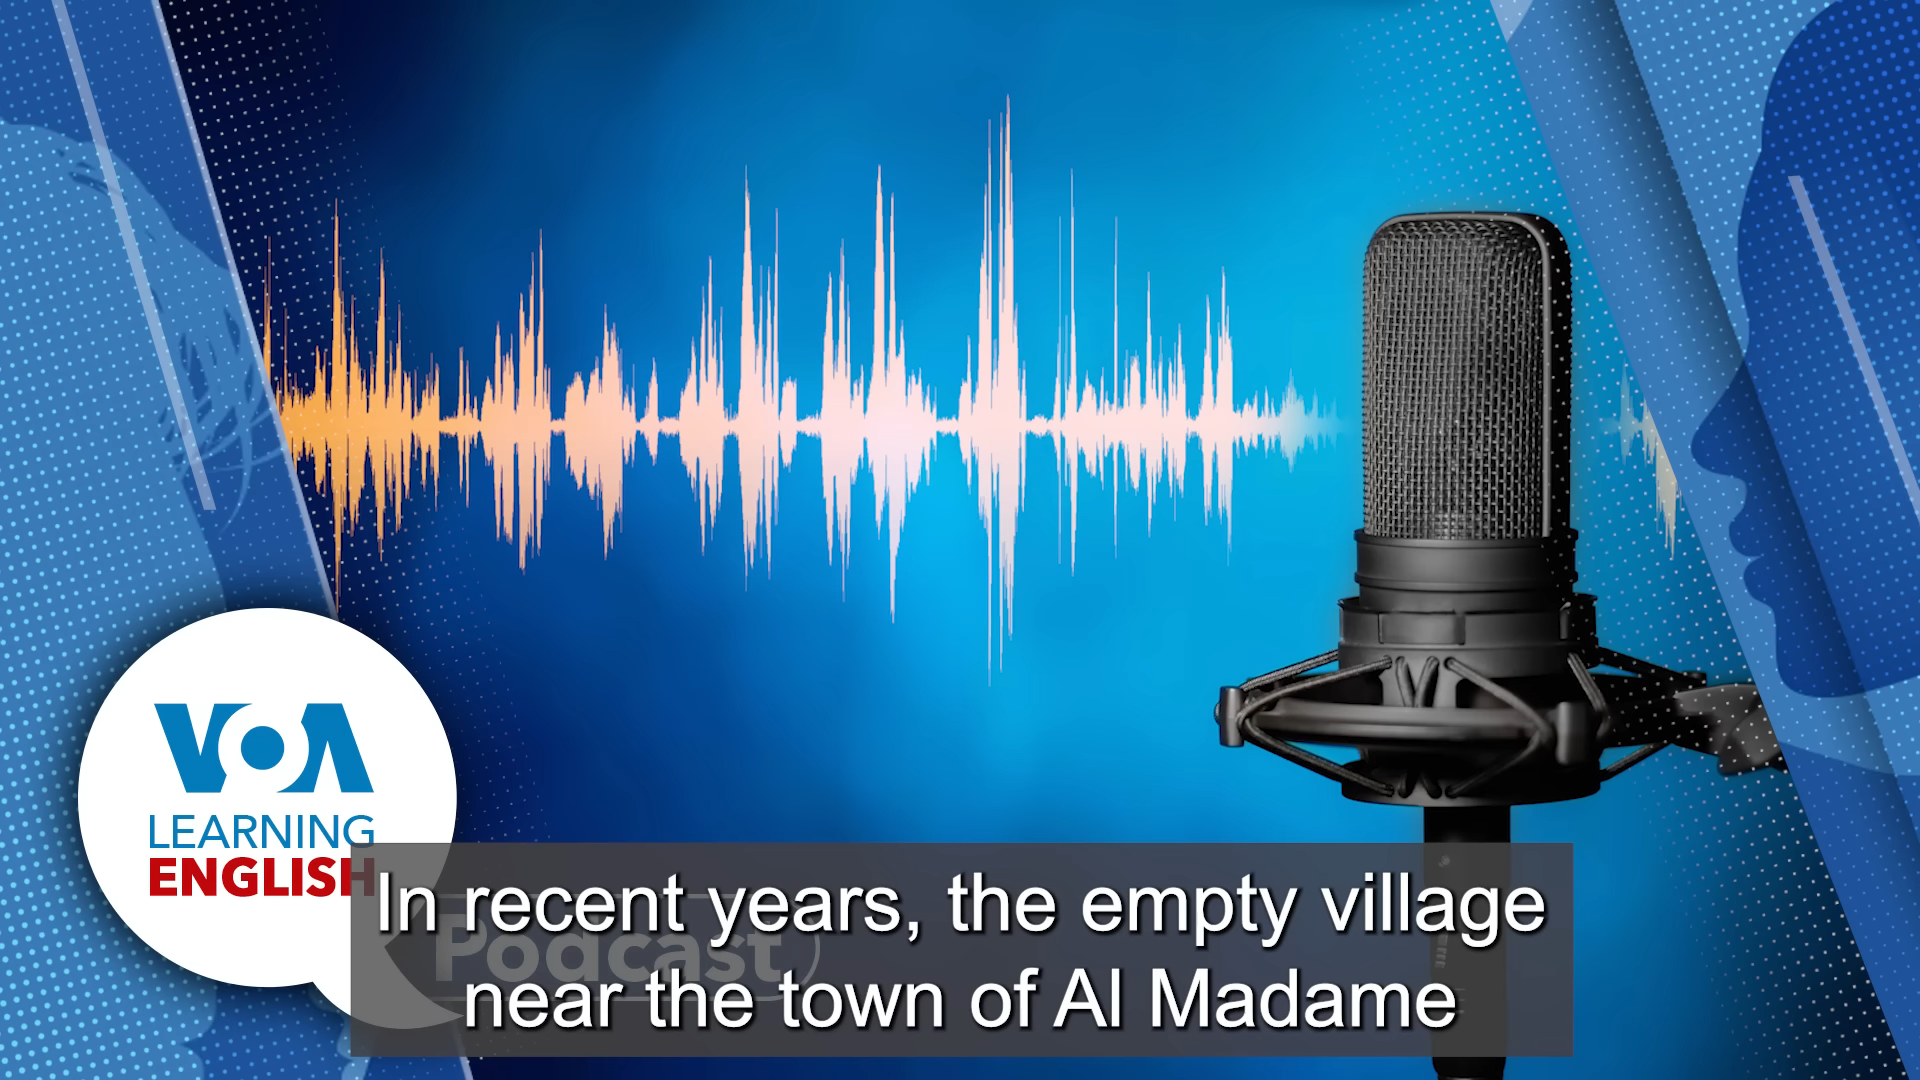 VOA
LEARNING
ENGLISH
Podcast
In recent years, the empty village
near the town of Al Madame